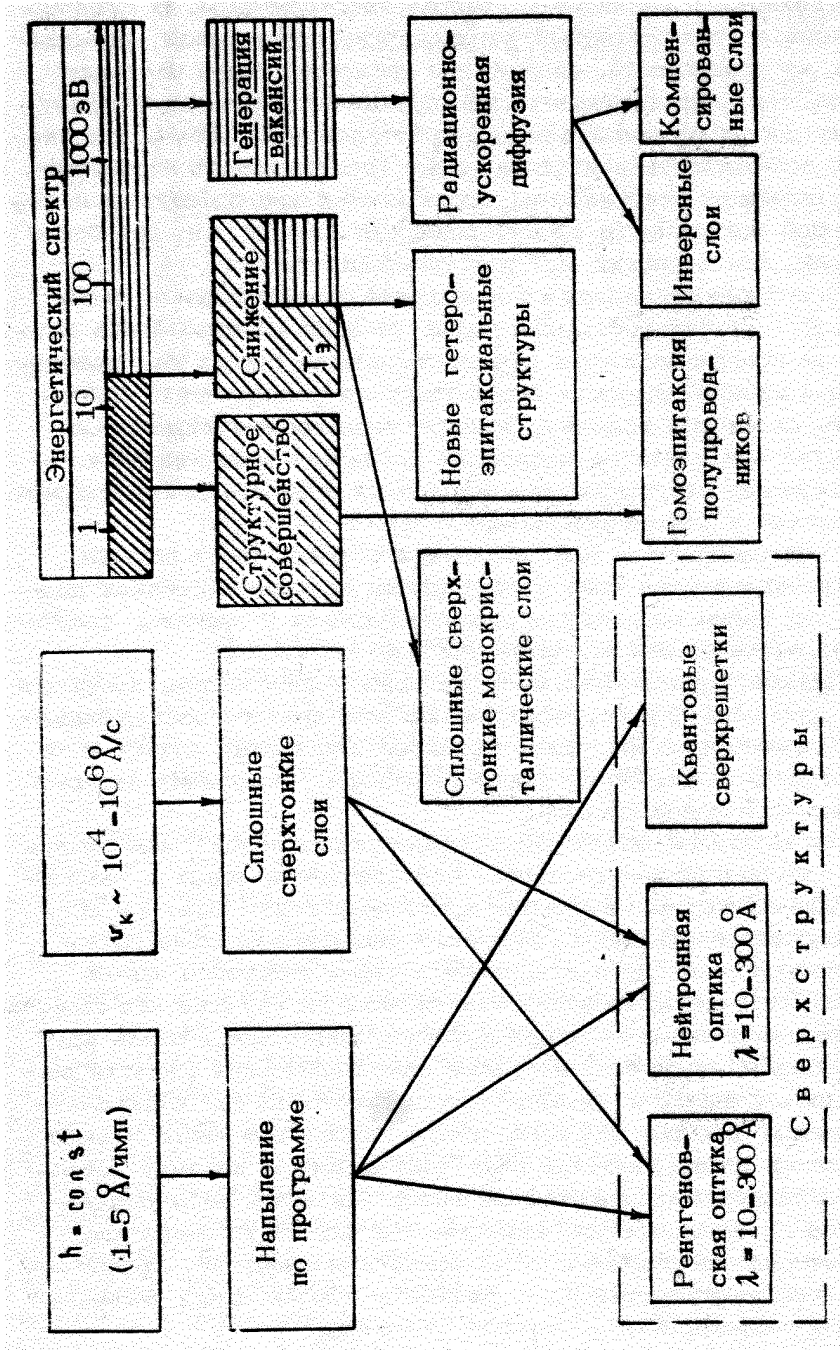 h = const
(1–5 Å/имп)
v_к ~ 10⁴–10⁶ Å/с
Энергетический спектр
1 10 100 1000эВ
Напыление
по программе
Сплошные
сверхтонкие
слои
Структурное
совершенство
Снижение
Tэ
Генерация
вакансий
Сплошные сверх–
тонкие монокрис–
таллические слои
Новые гетеро–
эпитаксиальные
структуры
Радиационно–
ускоренная
диффузия
Рентгенов–
ская оптика
λ = 10–300 Å
Нейтронная
оптика
λ = 10–300 Å
Квантовые
сверхрешетки
Гомоэпитаксия
полупровод–
ников
Инверсные
слои
Компен–
сирован–
ные слои
Сверхструктуры